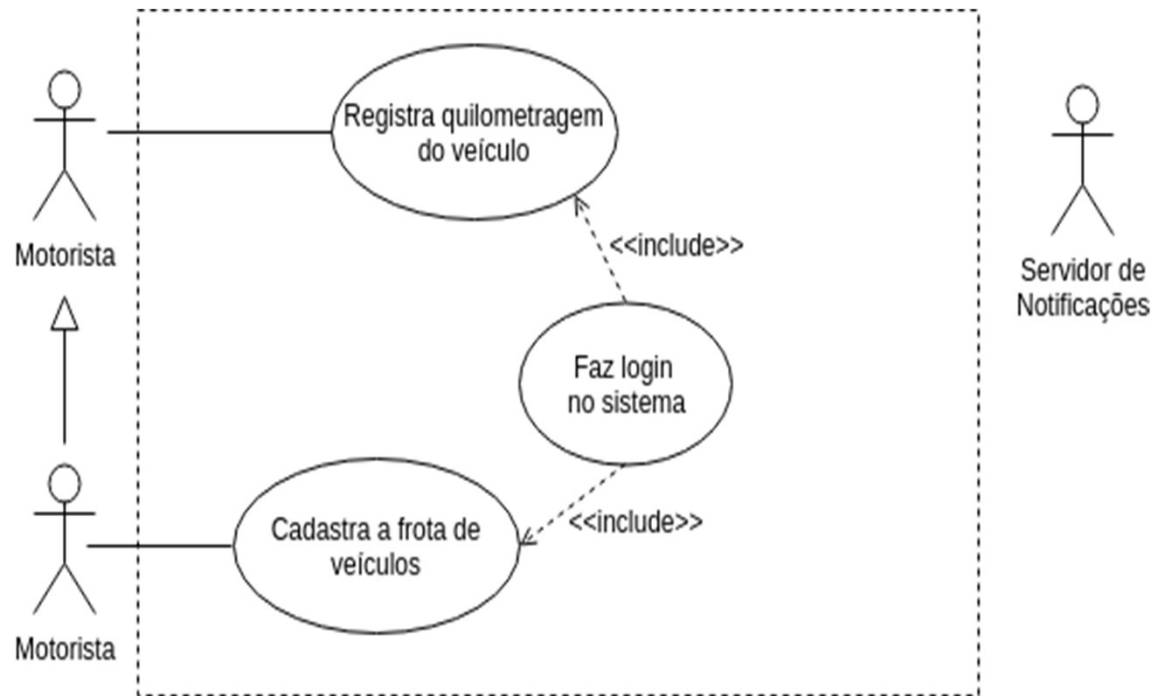 Registra quilometragem
do veículo
Motorista
<<include>>
Servidor de
Notificações
Faz login
no sistema
Cadastra a frota de
veículos
<<include>>
Motorista